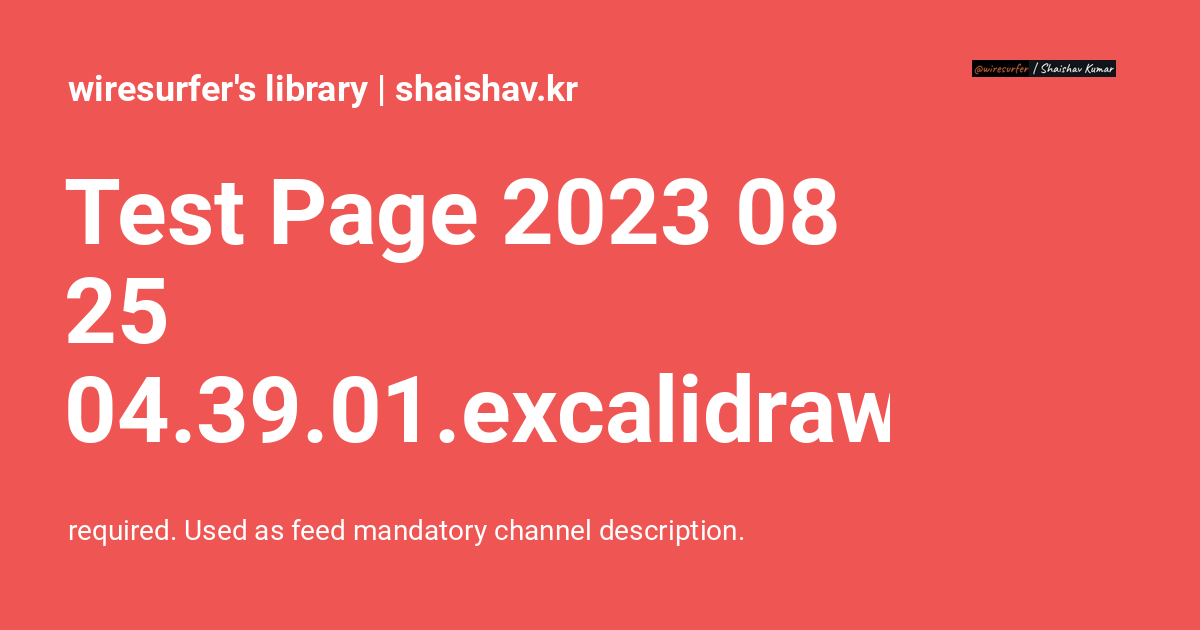 wiresurfer's library | shaishav.kr
@wiresurfer | Shaishav Kumar
Test Page 2023 08
25
04.39.01.excalidraw
required. Used as feed mandatory channel description.